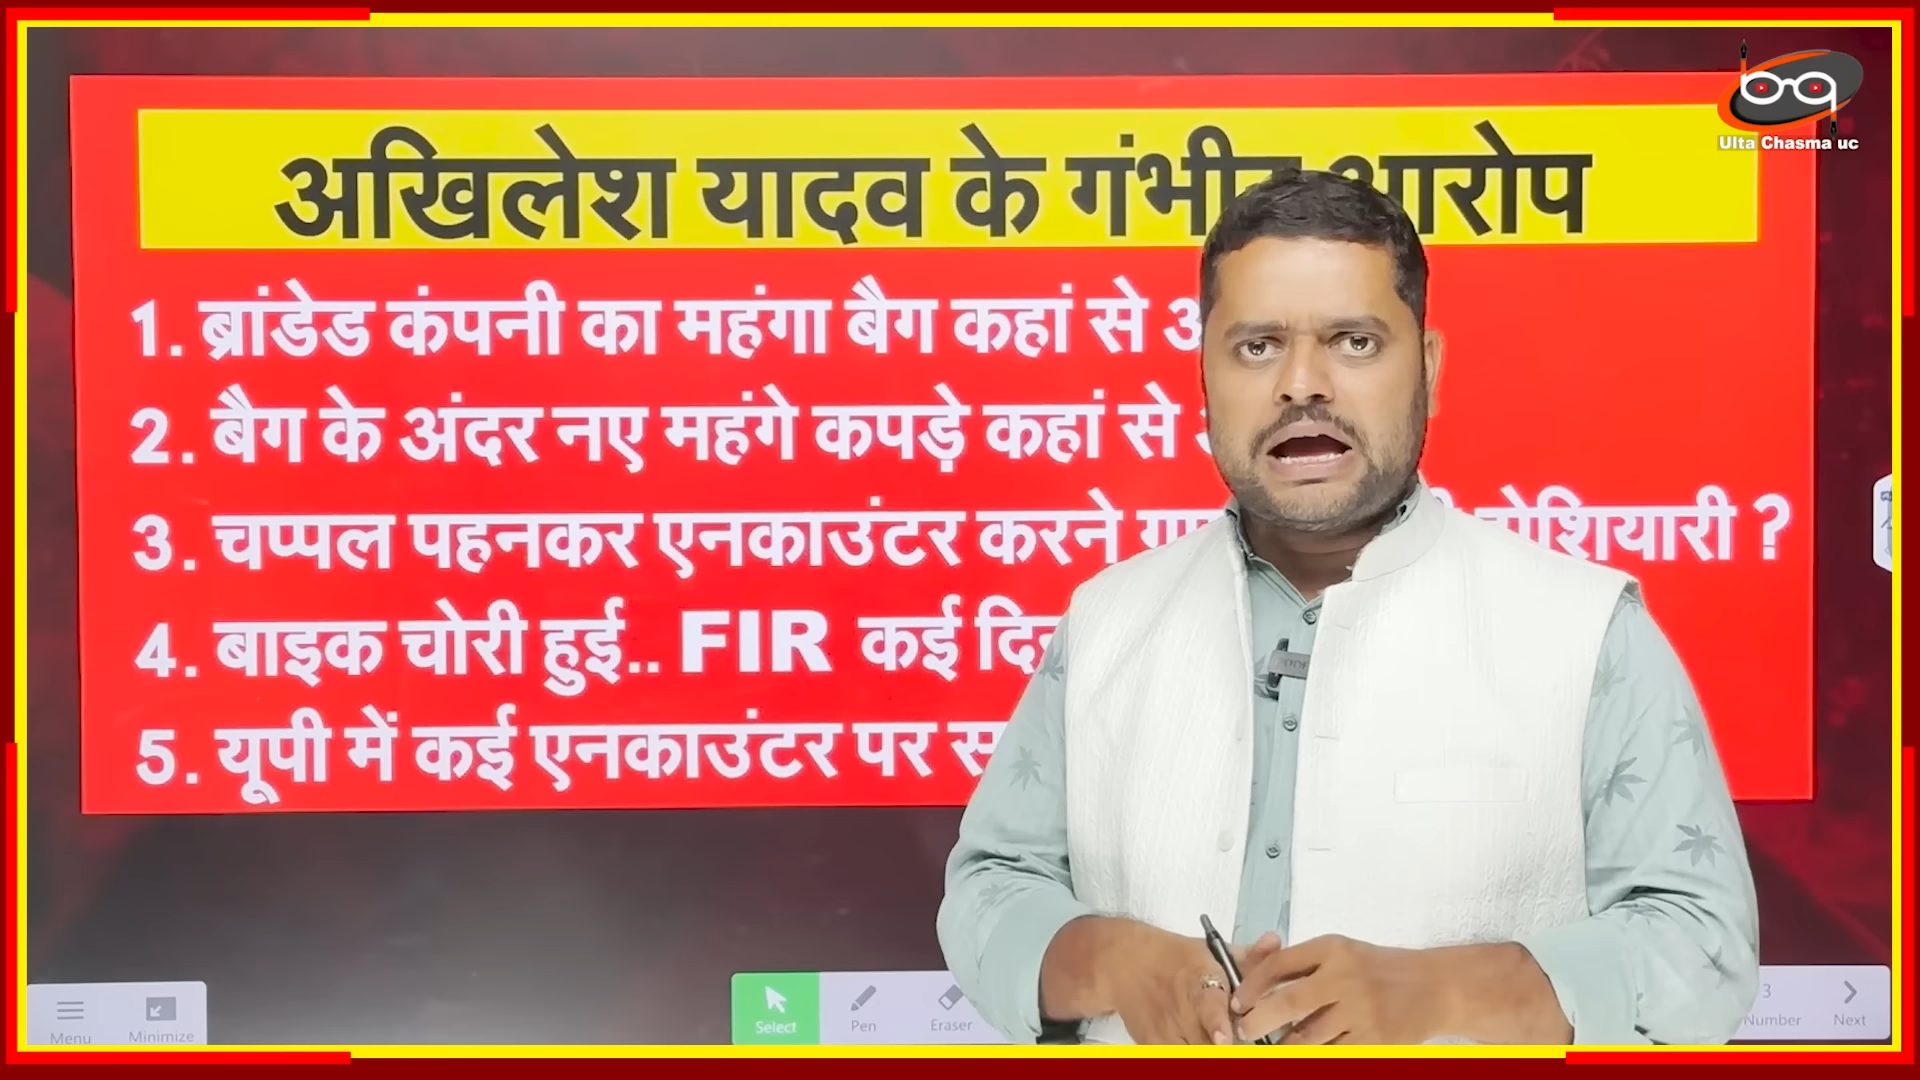 अखिलेश यादव के गंभीर आरोप
Ulta Chasma uc
1. ब्रांडेड कंपनी का महंगा बैग कहां से
2. बैग के अंदर नए महंगे कपड़े कहां से
3. चप्पल पहनकर एनकाउंटर करने होशियारी ?
4. बाइक चोरी हुई.. FIR कई
5. यूपी में कई एनकाउंटर पर
Menu Minimize Select Pen Eraser 3 Number Next